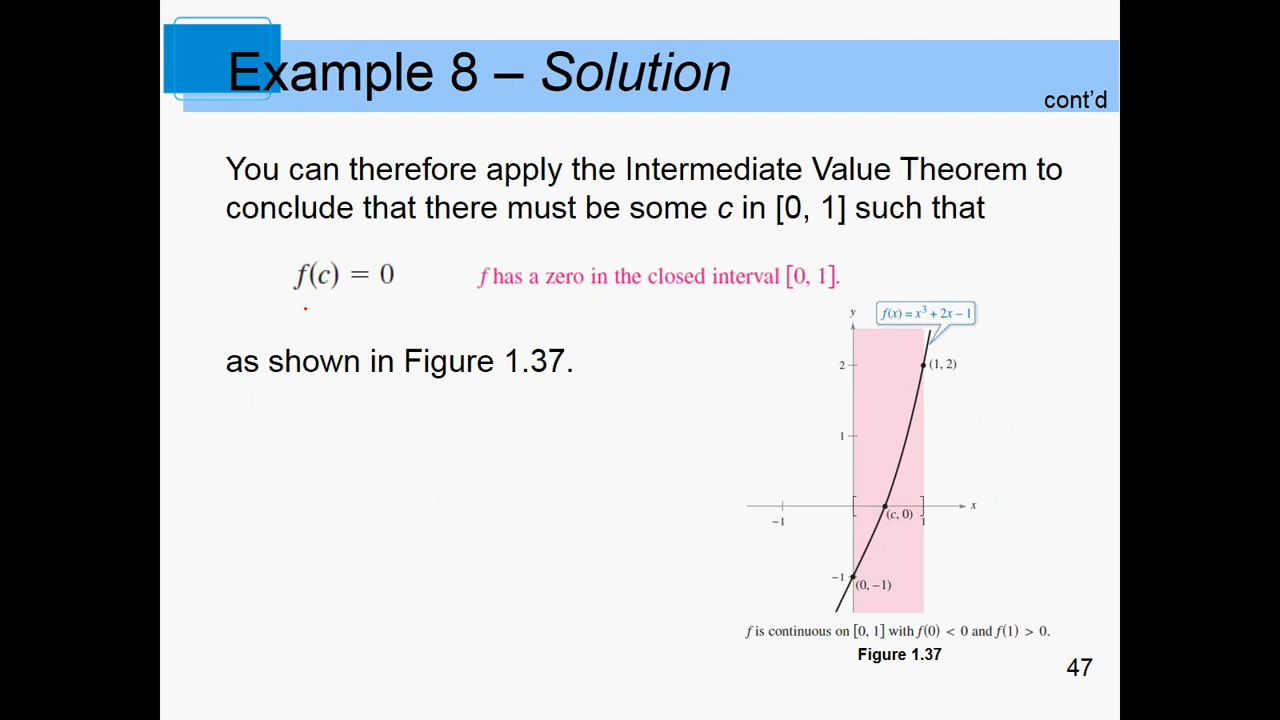 Example 8 – Solution
cont’d
You can therefore apply the Intermediate Value Theorem to
conclude that there must be some c in [0, 1] such that
f(c) = 0
f has a zero in the closed interval [0, 1].
as shown in Figure 1.37.
y
f(x) = x³ + 2x − 1
2
(1, 2)
1
x
(c, 0)
−1
1
−1
(0, −1)
f is continuous on [0, 1] with f(0) < 0 and f(1) > 0.
Figure 1.37
47